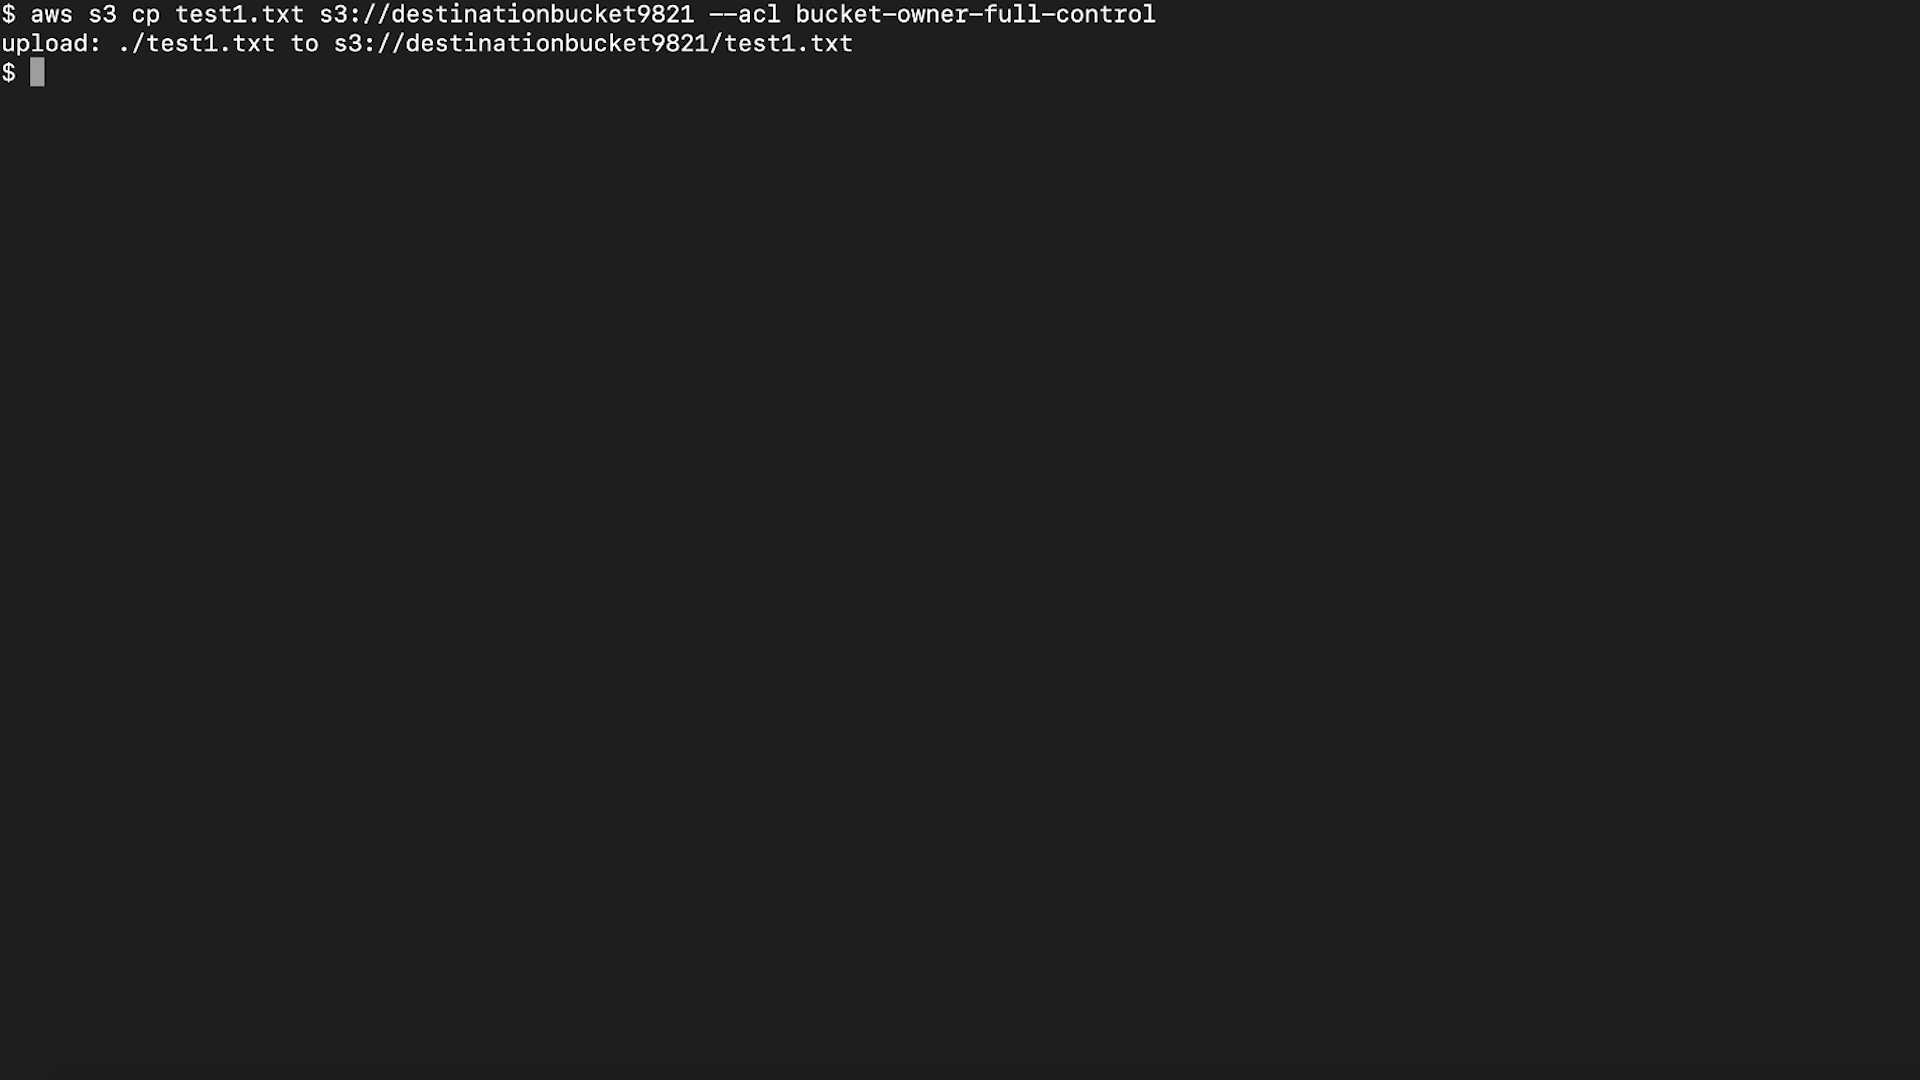 $ aws s3 cp test1.txt s3://destinationbucket9821 --acl bucket-owner-full-control
upload: ./test1.txt to s3://destinationbucket9821/test1.txt
$